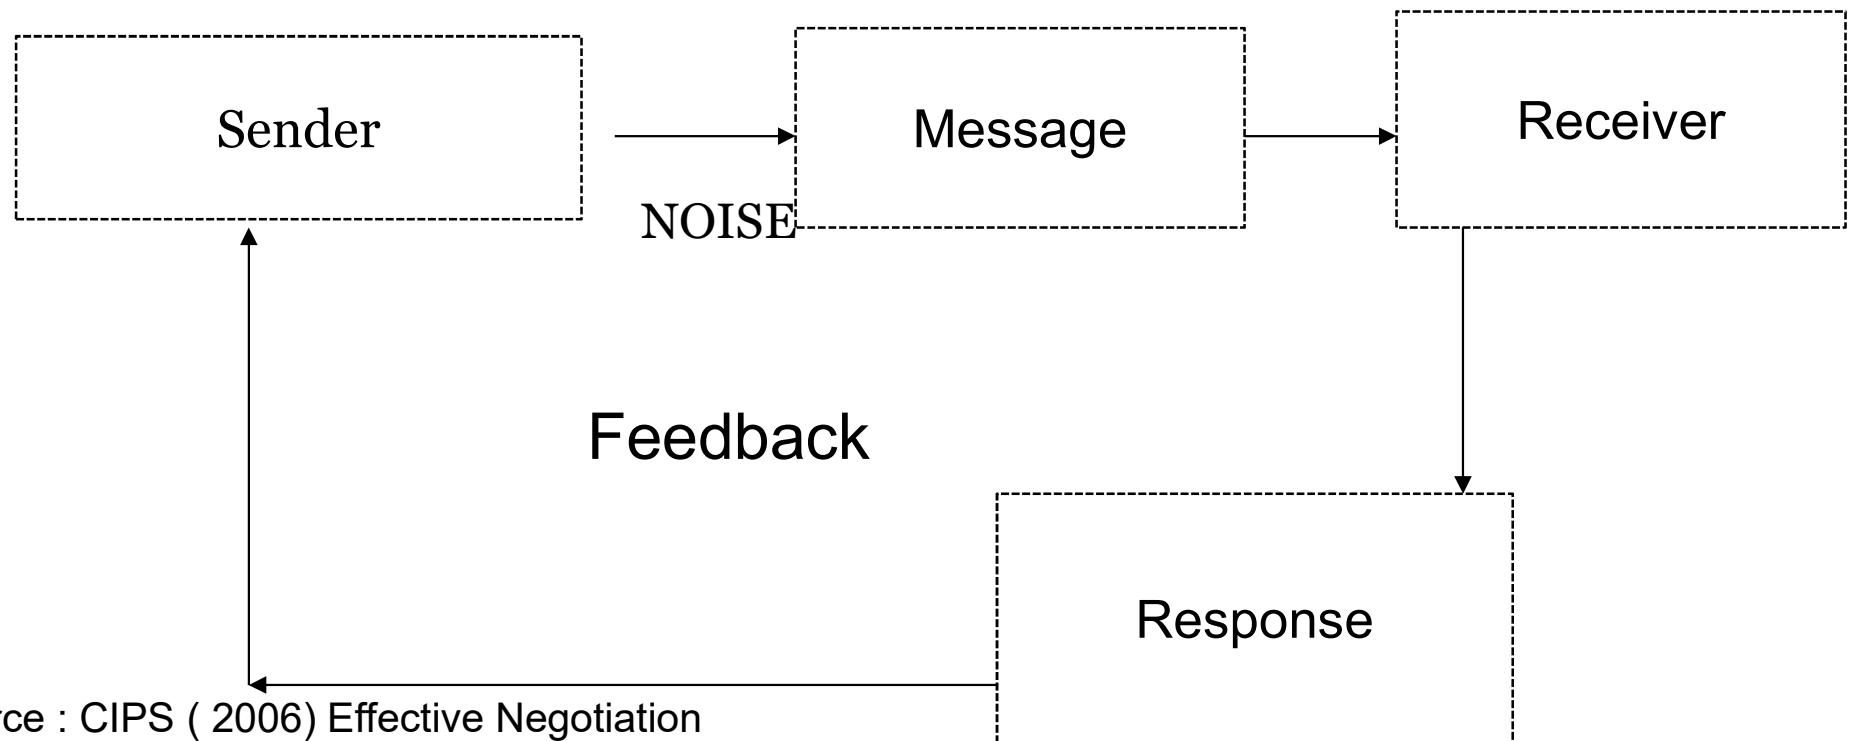 Sender
Message
Receiver
NOISE
Feedback
Response
rce : CIPS ( 2006) Effective Negotiation